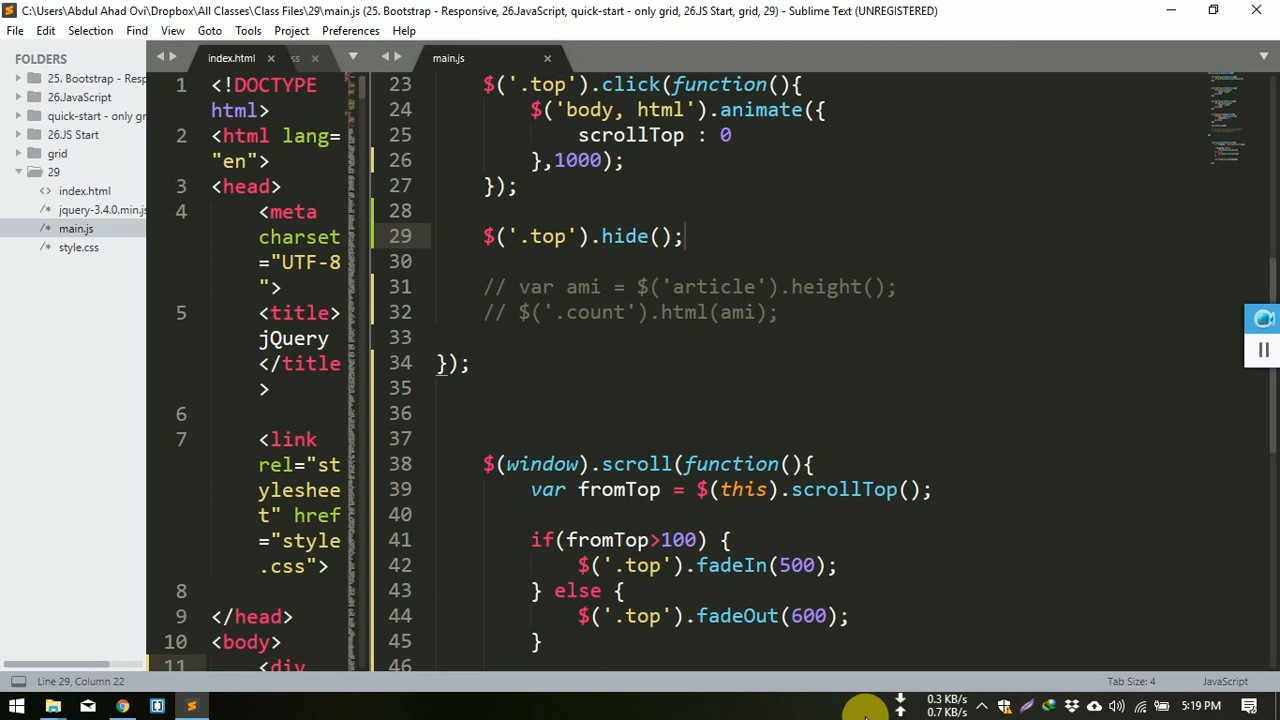 C:\Users\Abdul Ahad Ovi\Dropbox\All Classes\Class Files\29\main.js (25. Bootstrap - Responsive, 26.JavaScript, quick-start - only grid, 26.JS Start, grid, 29) - Sublime Text (UNREGISTERED)
File Edit Selection Find View Goto Tools Project Preferences Help
FOLDERS
25. Bootstrap - Resp
26.JavaScript
quick-start - only gr
26.JS Start
grid
29
index.html
jquery-3.4.0.min.js
main.js
style.css
index.html
ss
1 <!DOCTYPE
html>
2 <html lang=
"en">
3 <head>
4 <meta
charset
="UTF-8
">
5 <title>
jQuery
</title
>
6
7 <link
rel="st
yleshee
t" href
="style
.css">
8
9 </head>
10 <body>
11 <div
main.js
23 $('.top').click(function(){
24 $('body, html').animate({
25 scrollTop : 0
26 },1000);
27 });
28
29 $('.top').hide();
30
31 // var ami = $('article').height();
32 // $('.count').html(ami);
33
34 });
35
36
37
38 $(window).scroll(function(){
39 var fromTop = $(this).scrollTop();
40
41 if(fromTop>100) {
42 $('.top').fadeIn(500);
43 } else {
44 $('.top').fadeOut(600);
45 }
46
Line 29, Column 22
Tab Size: 4
JavaScript
0.3 KB/s
0.7 KB/s
5:19 PM